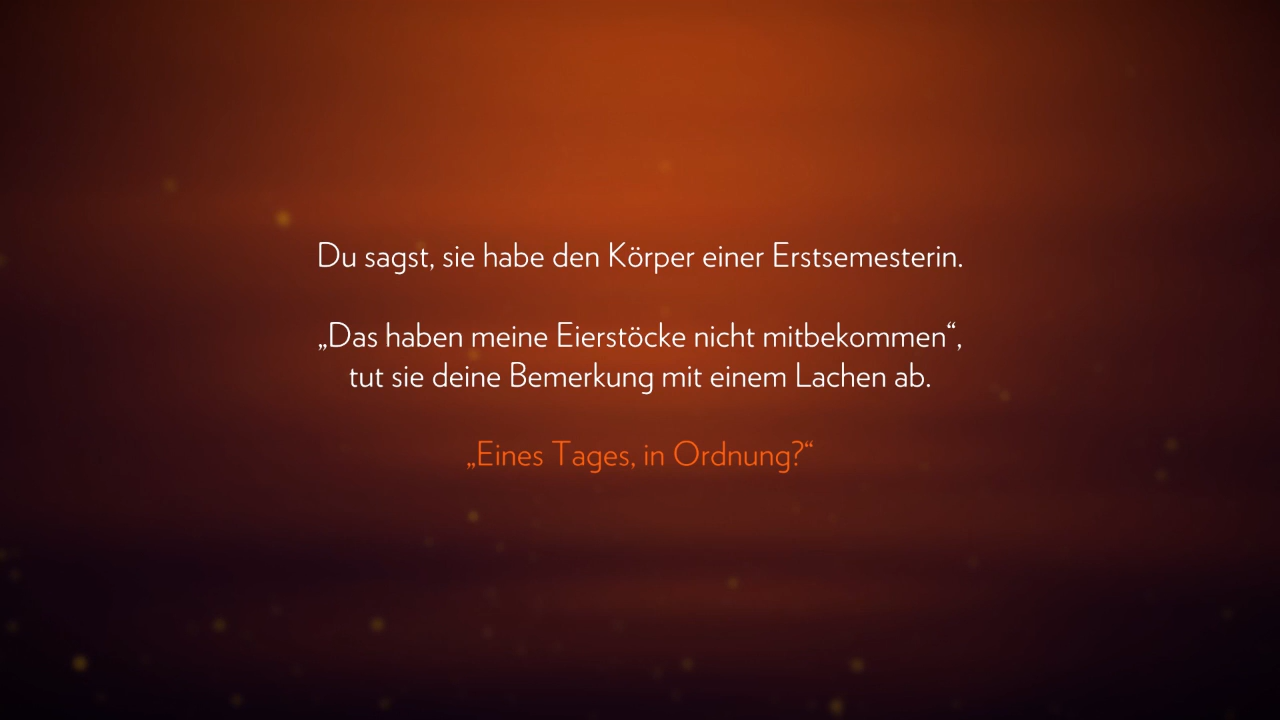 Du sagst, sie habe den Körper einer Erstsemesterin.
„Das haben meine Eierstöcke nicht mitbekommen“,
tut sie deine Bemerkung mit einem Lachen ab.
„Eines Tages, in Ordnung?“